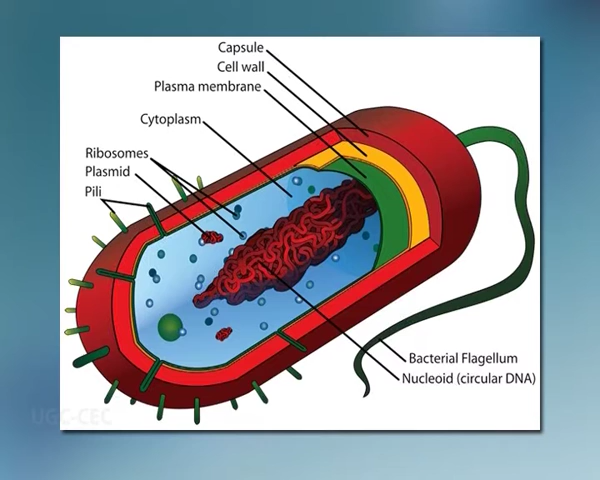 Capsule
Cell wall
Plasma membrane
Cytoplasm
Ribosomes
Plasmid
Pili
Bacterial Flagellum
Nucleoid (circular DNA)
UGC-CEC